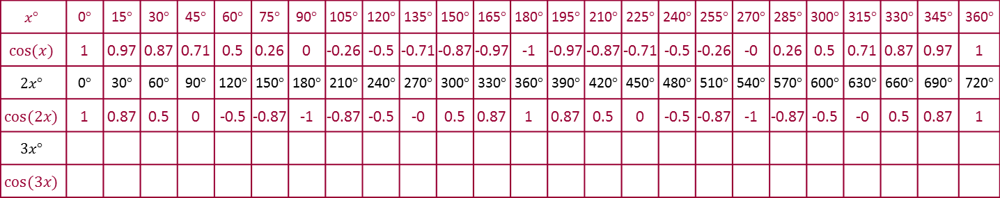 x° 0° 15° 30° 45° 60° 75° 90° 105° 120° 135° 150° 165° 180° 195° 210° 225° 240° 255° 270° 285° 300° 315° 330° 345° 360°
cos(x) 1 0.97 0.87 0.71 0.5 0.26 0 -0.26 -0.5 -0.71 -0.87 -0.97 -1 -0.97 -0.87 -0.71 -0.5 -0.26 -0 0.26 0.5 0.71 0.87 0.97 1
2x° 0° 30° 60° 90° 120° 150° 180° 210° 240° 270° 300° 330° 360° 390° 420° 450° 480° 510° 540° 570° 600° 630° 660° 690° 720°
cos(2x) 1 0.87 0.5 0 -0.5 -0.87 -1 -0.87 -0.5 -0 0.5 0.87 1 0.87 0.5 0 -0.5 -0.87 -1 -0.87 -0.5 -0 0.5 0.87 1
3x°
cos(3x)